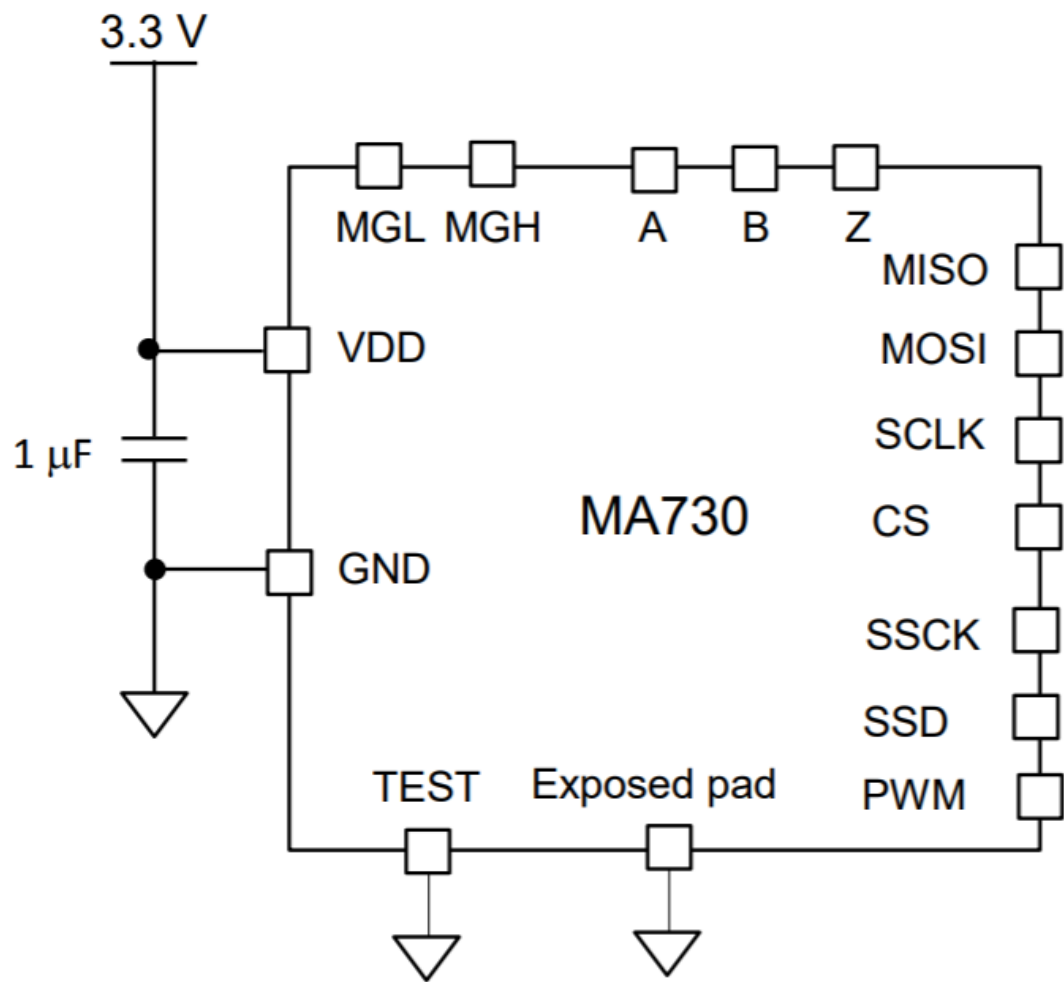 3.3 V
MGL MGH A B Z
MISO
VDD
MOSI
SCLK
1 μF
MA730
CS
GND
SSCK
SSD
TEST
Exposed pad
PWM